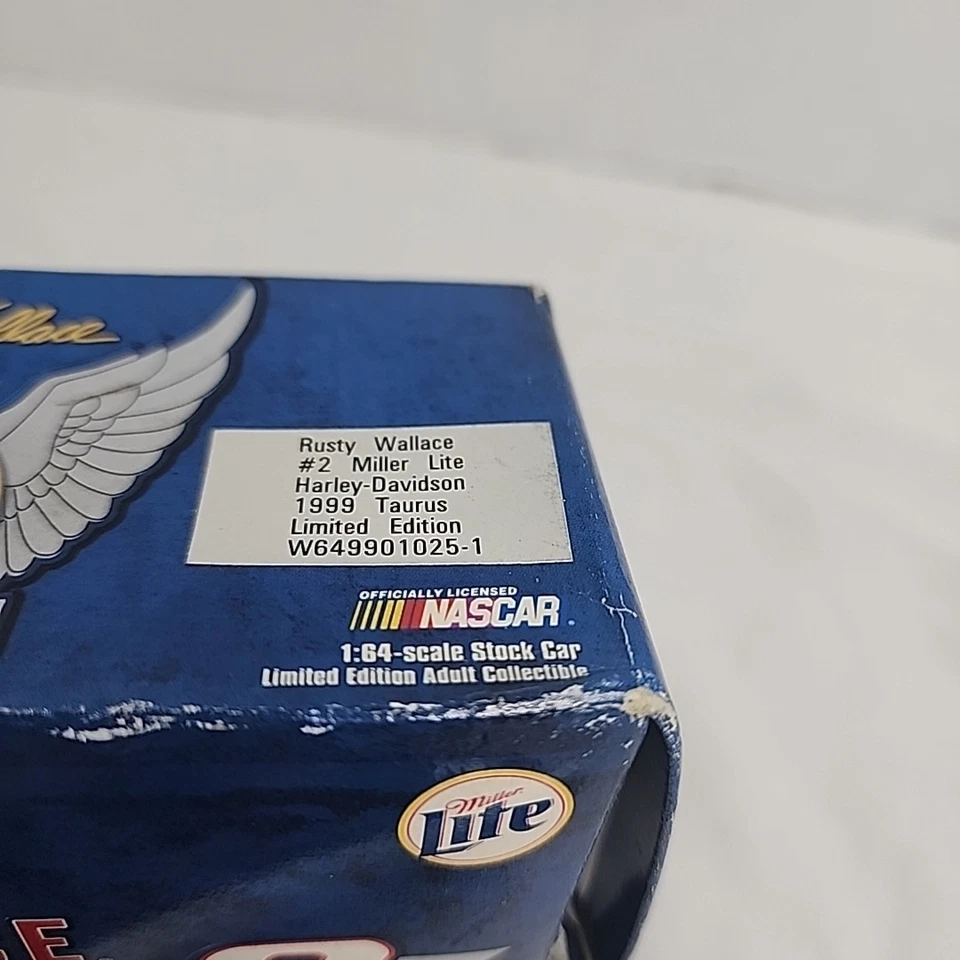 Rusty Wallace
#2 Miller Lite
Harley-Davidson
1999 Taurus
Limited Edition
W649901025-1
OFFICIALLY LICENSED
NASCAR.
1:64-scale Stock Car
Limited Edition Adult Collectible
Miller
Lite